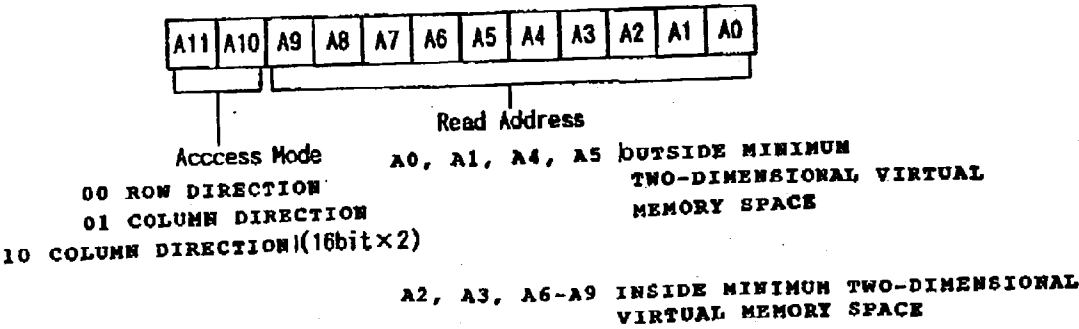 A11 A10 A9 A8 A7 A6 A5 A4 A3 A2 A1 A0
Read Address
Acccess Mode
00 ROW DIRECTION
01 COLUMN DIRECTION
10 COLUMN DIRECTION (16bit×2)
A0, A1, A4, A5 OUTSIDE MINIMUM
TWO-DIMENSIONAL VIRTUAL
MEMORY SPACE
A2, A3, A6-A9 INSIDE MINIMUM TWO-DIMENSIONAL
VIRTUAL MEMORY SPACE